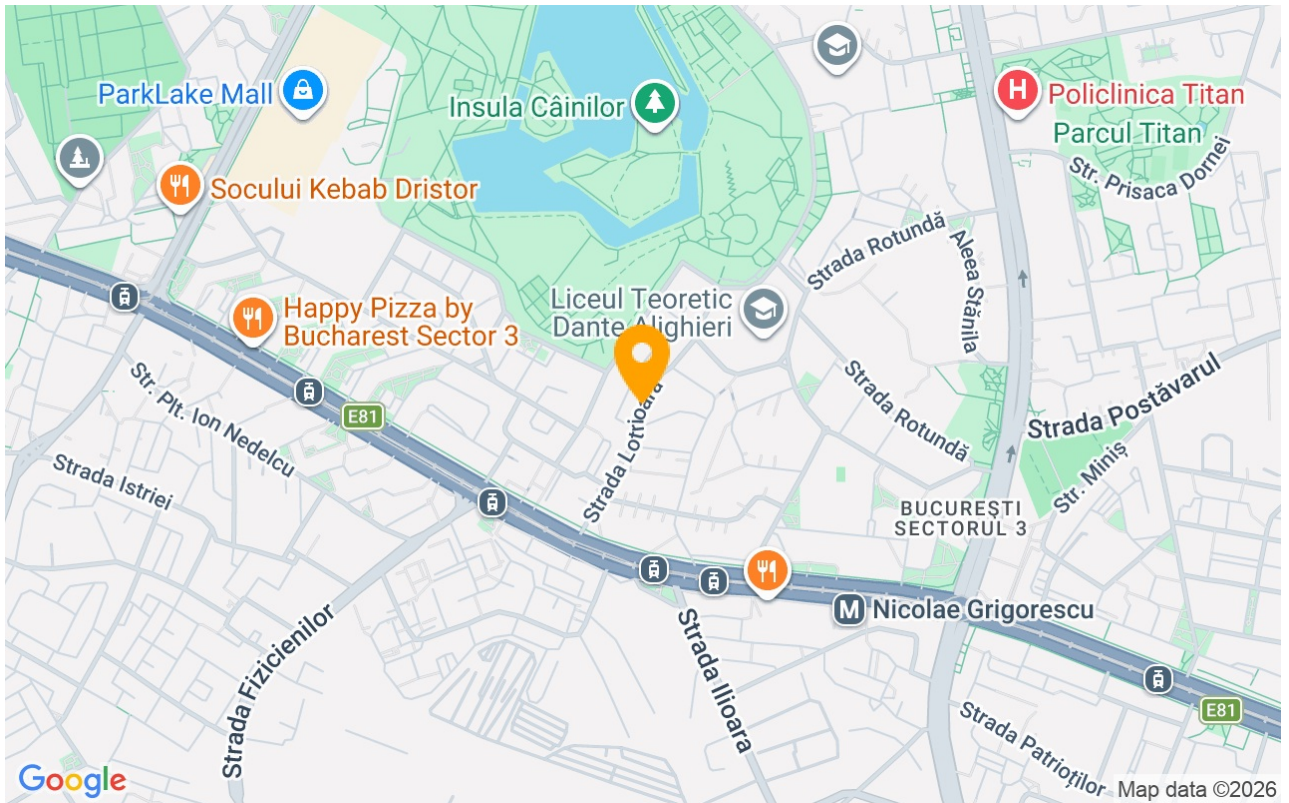 ParkLake Mall
Insula Câinilor
Policlinica Titan
Parcul Titan
Str. Prisaca Dornei
Socului Kebab Dristor
Strada Rotundă
Aleea Stănila
Liceul Teoretic
Dante Alighieri
Happy Pizza by
Bucharest Sector 3
E81
Str. Plt. Ion Nedelcu
Strada Istriei
Strada Lotrioara
Strada Rotundă
Strada Postăvarul
Str. Miniș
BUCUREȘTI
SECTORUL 3
M Nicolae Grigorescu
Strada Fizicienilor
Strada Ilioara
E81
Strada Patrioților
Google
Map data ©2026
H